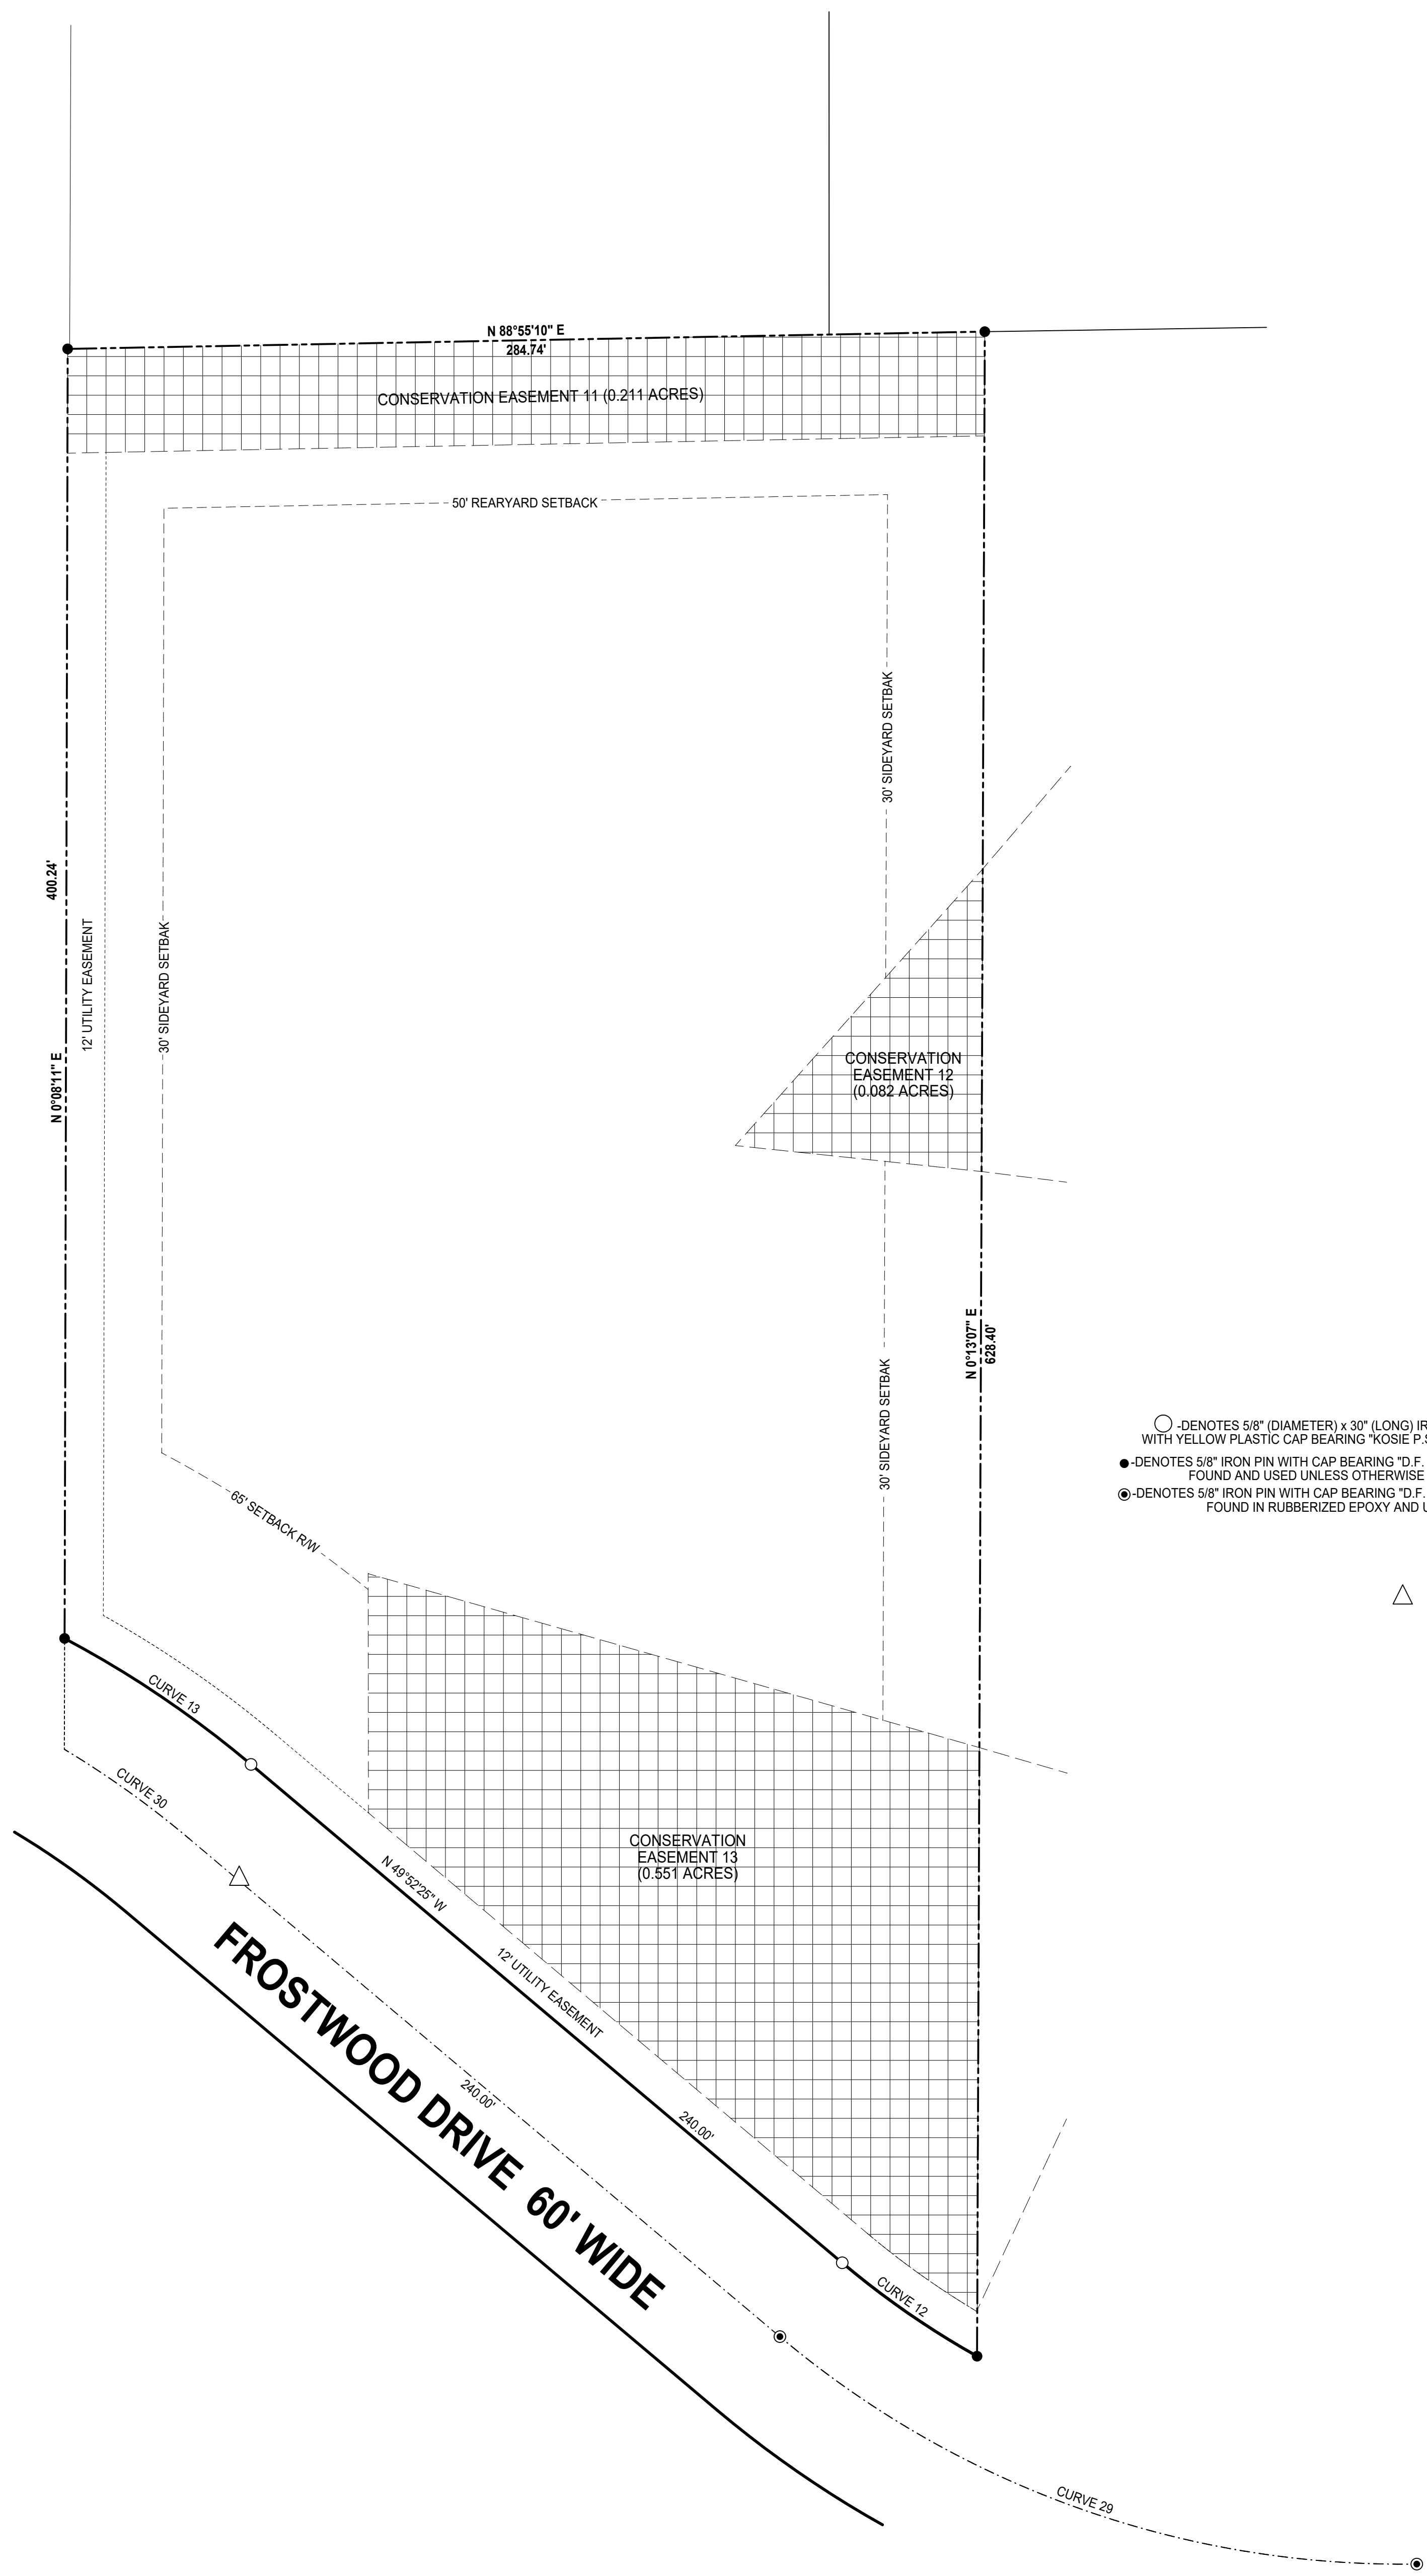 N 88°55'10" E
284.74'
CONSERVATION EASEMENT 11 (0.211 ACRES)
50' REARYARD SETBACK
30' SIDEYARD SETBAK
400.24'
12' UTILITY EASEMENT
30' SIDEYARD SETBAK
N 0°08'11" E
CONSERVATION
EASEMENT 12
(0.082 ACRES)
N 0°13'07" E
628.40'
30' SIDEYARD SETBAK
-DENOTES 5/8" (DIAMETER) x 30" (LONG) IR
WITH YELLOW PLASTIC CAP BEARING "KOSIE P.S
-DENOTES 5/8" IRON PIN WITH CAP BEARING "D.F.
FOUND AND USED UNLESS OTHERWISE
-DENOTES 5/8" IRON PIN WITH CAP BEARING "D.F.
FOUND IN RUBBERIZED EPOXY AND U
65' SETBACK R/W
CURVE 13
CURVE 30
CONSERVATION
EASEMENT 13
(0.551 ACRES)
N 49°52'25" W
12' UTILITY EASEMENT
240.00'
240.00'
FROSTWOOD DRIVE 60' WIDE
CURVE 12
CURVE 29